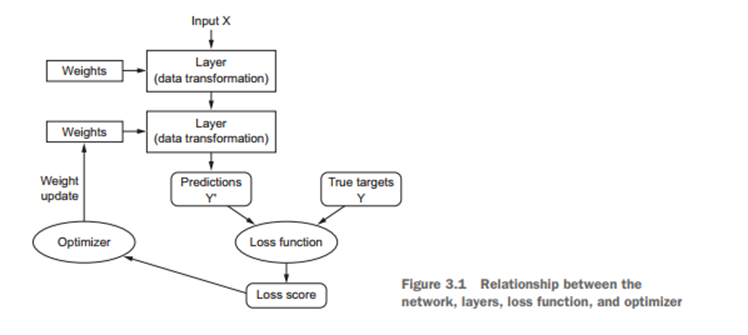 Input X
Layer
(data transformation)
Weights
Layer
(data transformation)
Weights
Weight
update
Predictions
Y'
True targets
Y
Optimizer
Loss function
Loss score
Figure 3.1 Relationship between the
network, layers, loss function, and optimizer